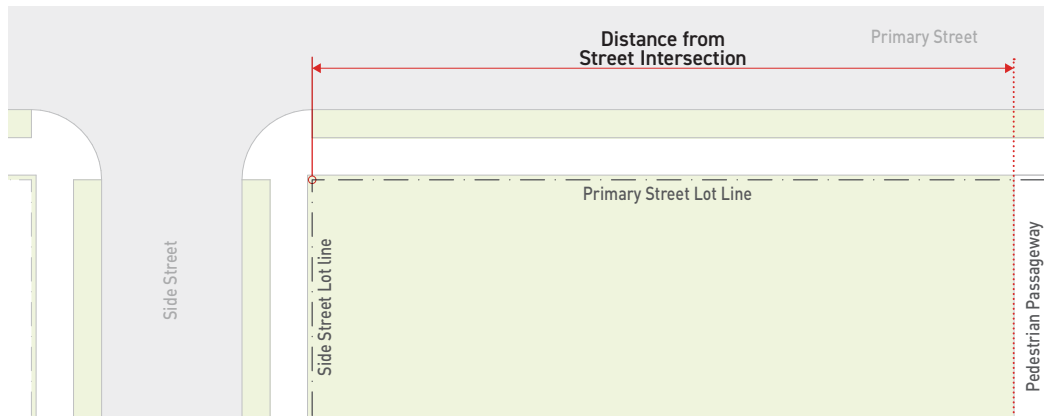 Distance from
Street Intersection
Primary Street
Primary Street Lot Line
Side Street
Side Street Lot line
Pedestrian Passageway